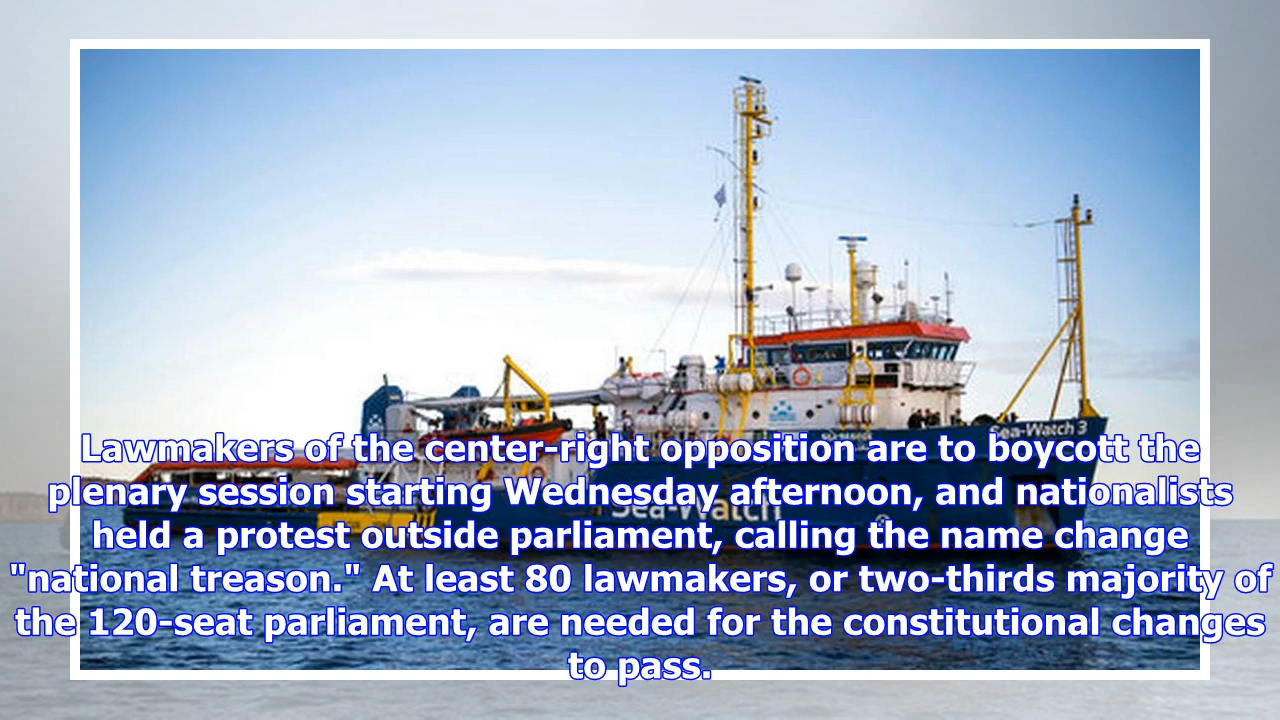 Sea-Watch 3
Lawmakers of the center-right opposition are to boycott the
plenary session starting Wednesday afternoon, and nationalists
Sea-Watch
held a protest outside parliament, calling the name change
"national treason." At least 80 lawmakers, or two-thirds majority of
the 120-seat parliament, are needed for the constitutional changes
to pass.